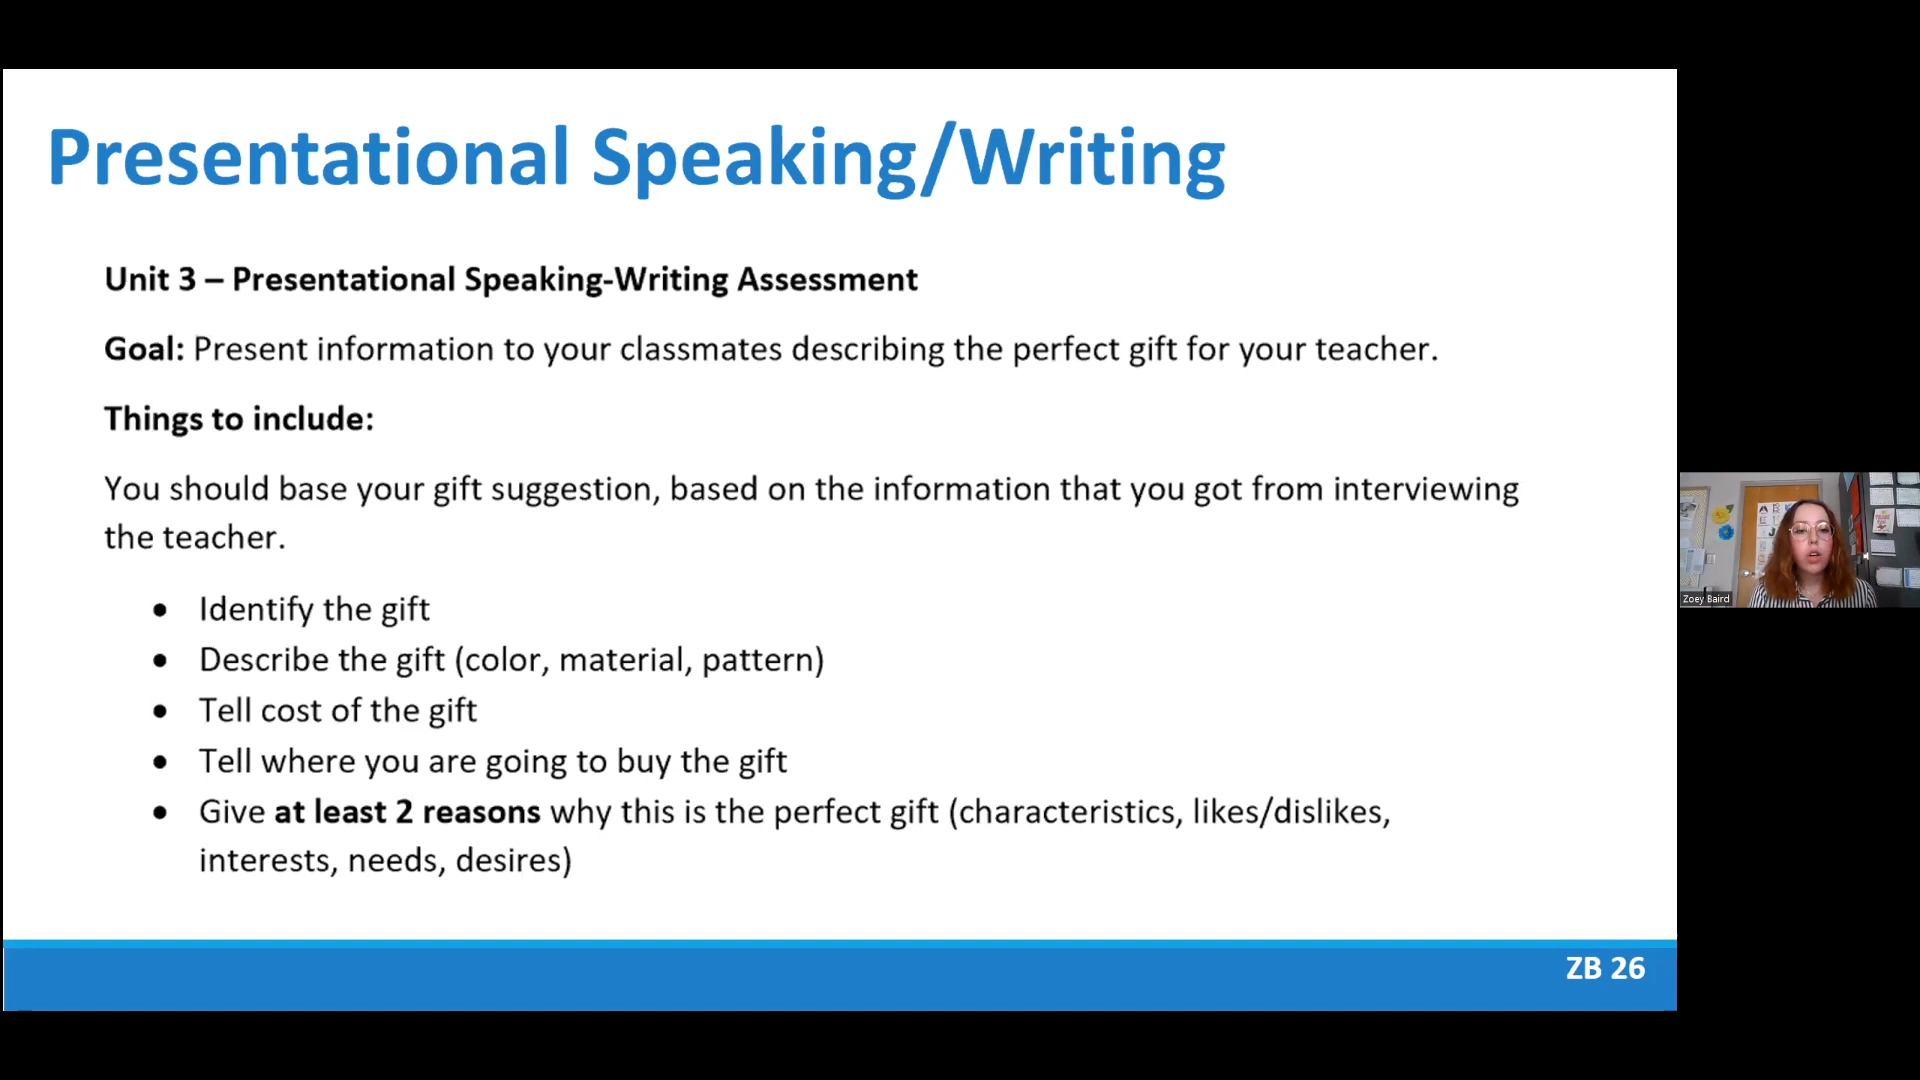 Presentational Speaking/Writing
Unit 3 – Presentational Speaking-Writing Assessment
Goal: Present information to your classmates describing the perfect gift for your teacher.
Things to include:
You should base your gift suggestion, based on the information that you got from interviewing
the teacher.
• Identify the gift
• Describe the gift (color, material, pattern)
• Tell cost of the gift
• Tell where you are going to buy the gift
• Give at least 2 reasons why this is the perfect gift (characteristics, likes/dislikes,
interests, needs, desires)
ZB 26
Zoey Baird